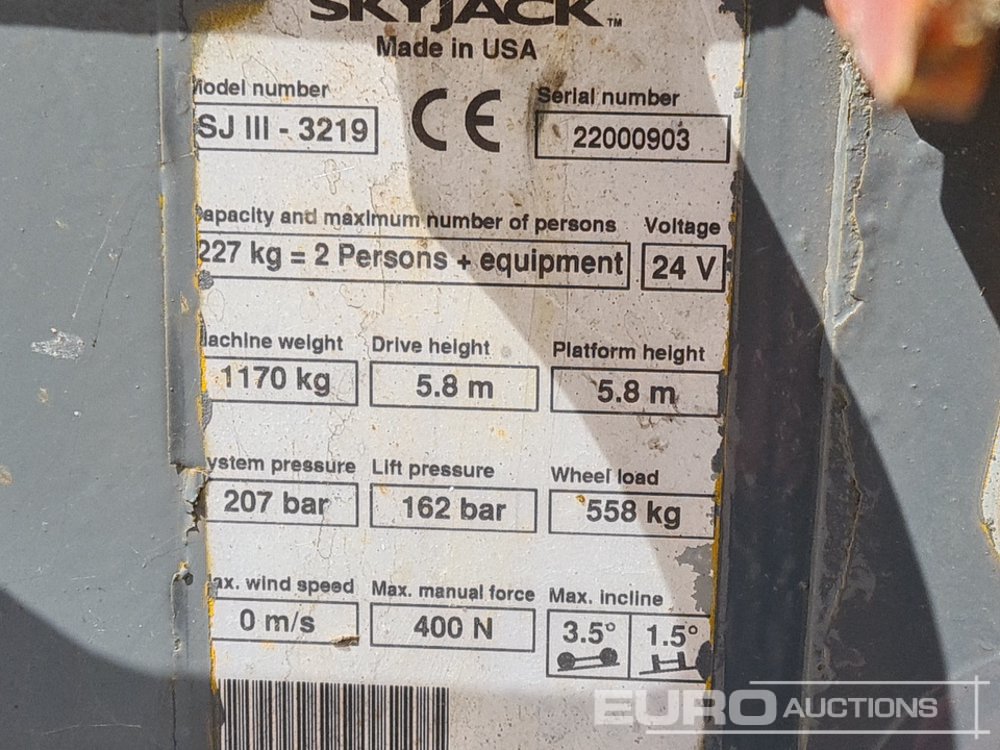 SKYJACK™
Made in USA
Model number
Serial number
SJ III - 3219
CE
22000903
apacity and maximum number of persons
Voltage
227 kg = 2 Persons + equipment
24 V
achine weight
Drive height
Platform height
1170 kg
5.8 m
5.8 m
ystem pressure
Lift pressure
Wheel load
207 bar
162 bar
558 kg
ax. wind speed
Max. manual force
Max. incline
0 m/s
400 N
3.5°
1.5°
EURO AUCTIONS